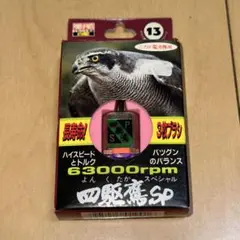 13
長寿命!
3枚ブラシ
ハイスピード
とトルク
バツグン
のバランス
63000rpm
よんくたかスペシャル
四駆鷹SP